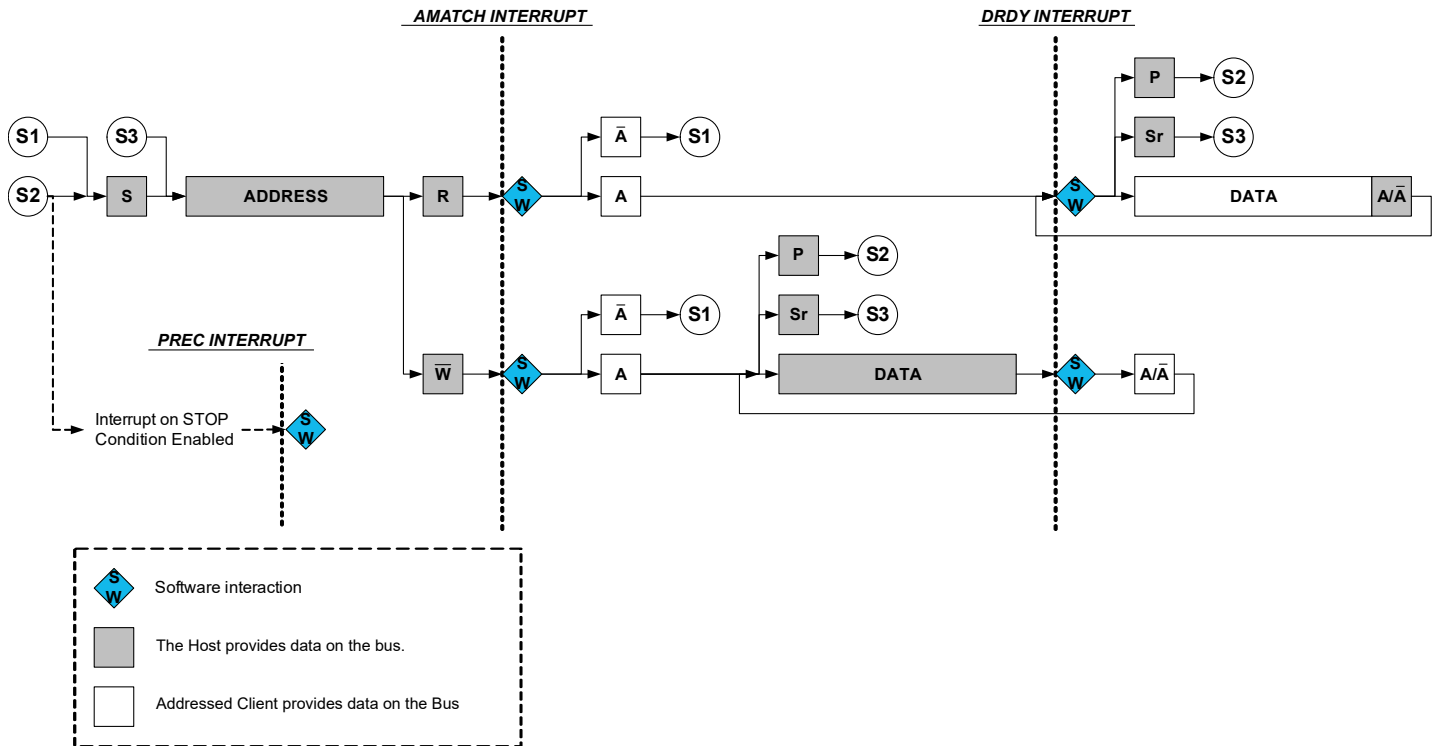 AMATCH INTERRUPT
DRDY INTERRUPT
P
S2
S1
S3
A̅
S1
Sr
S3
S2
S
ADDRESS
R
S
W
A
S
W
DATA
A/A̅
P
S2
A̅
S1
Sr
S3
PREC INTERRUPT
W̅
S
W
A
DATA
S
W
A/A̅
Interrupt on STOP
Condition Enabled
S
W
S
W
Software interaction
The Host provides data on the bus.
Addressed Client provides data on the Bus